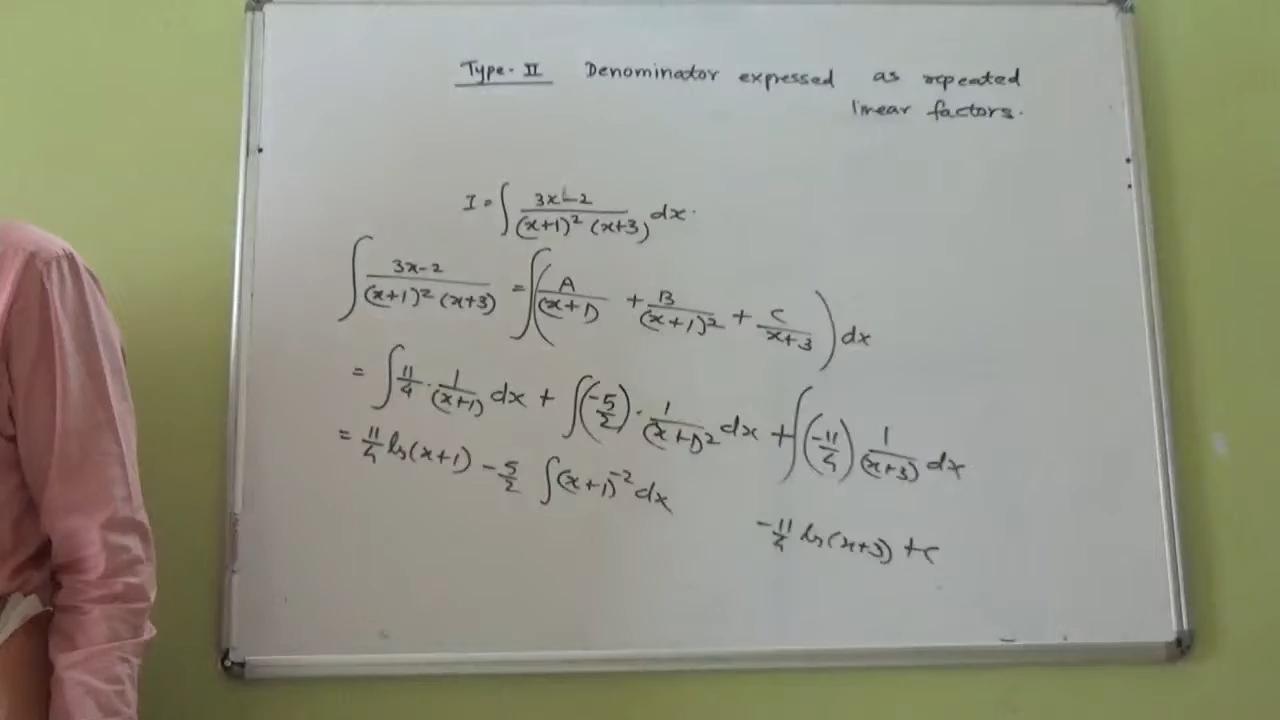 Type-II Denominator expressed as repeated
linear factors.
I = ∫ 3x-2 / (x+1)² (x+3) dx.
∫ 3x-2 / (x+1)² (x+3) = ∫( A / (x+1) + B / (x+1)² + C / x+3 ) dx
= ∫ 11/4 · 1/(x+1) dx + ∫(-5/2) · 1/(x+1)² dx + ∫(-11/4) 1/(x+3) dx
= 11/4 ln(x+1) - 5/2 ∫(x+1)⁻² dx
-11/4 ln(x+3) + c